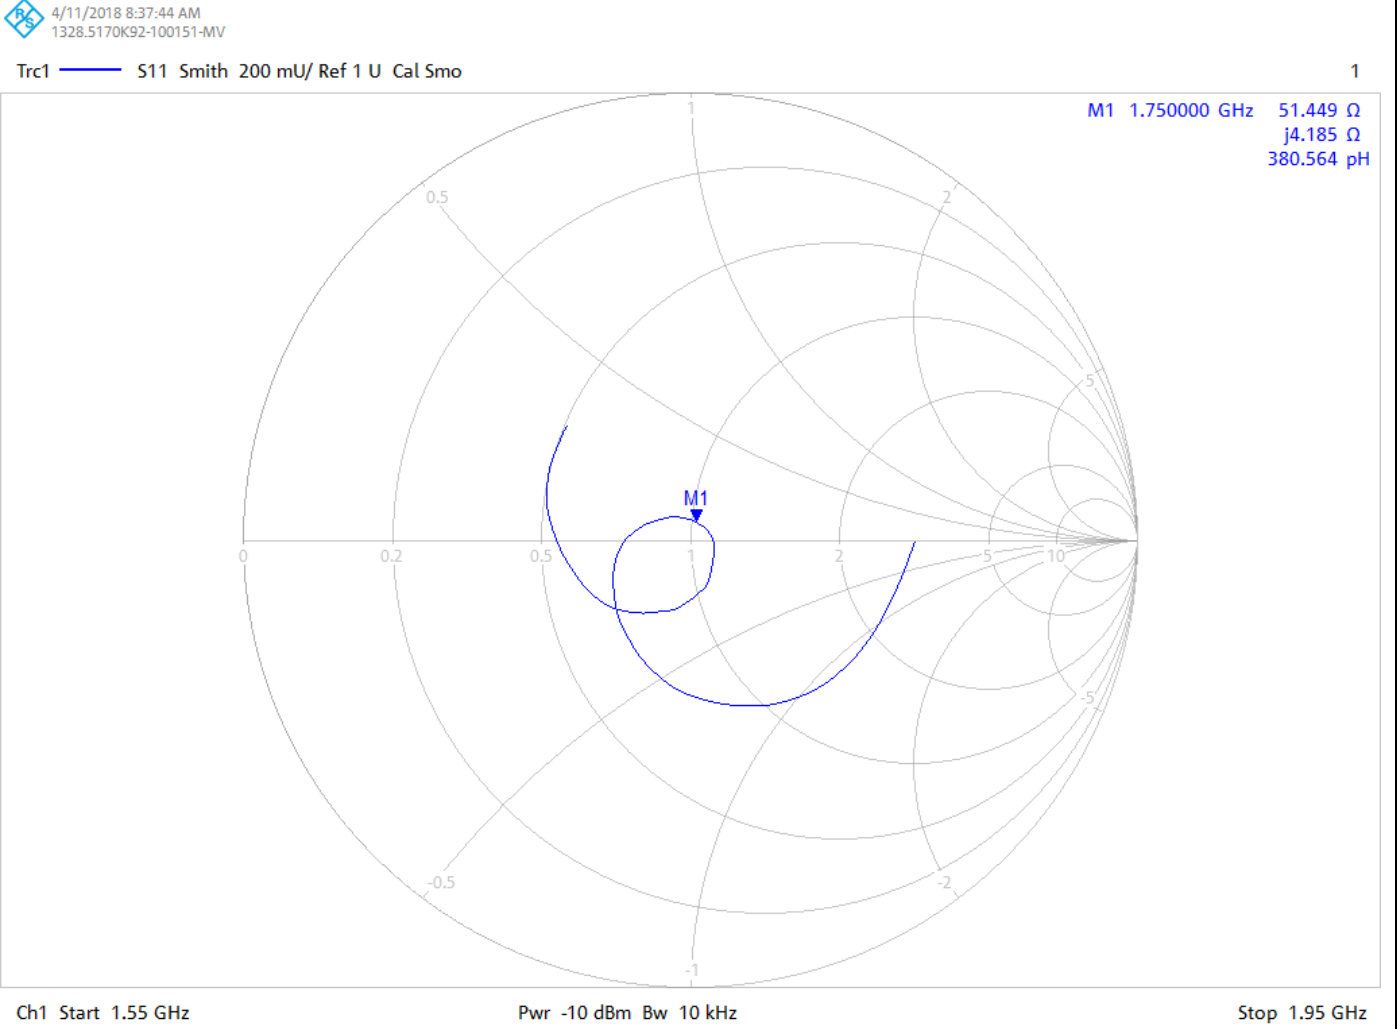 R&S
4/11/2018 8:37:44 AM
1328.5170K92-100151-MV
Trc1 S11 Smith 200 mU/ Ref 1 U Cal Smo 1
M1 1.750000 GHz 51.449 Ω
j4.185 Ω
380.564 pH
1
0.5 2
5
M1
0 0.2 0.5 1 2 5 10
-5
-0.5 -2
-1
Ch1 Start 1.55 GHz Pwr -10 dBm Bw 10 kHz Stop 1.95 GHz